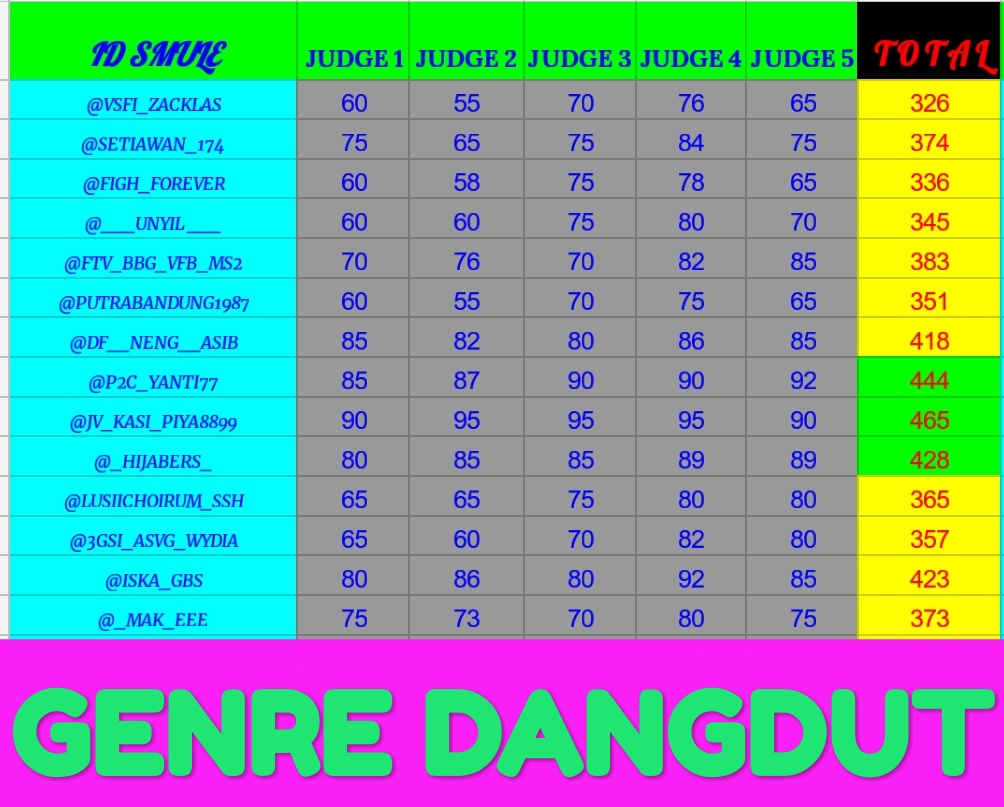 ID SMULE JUDGE 1 JUDGE 2 JUDGE 3 JUDGE 4 JUDGE 5 TOTAL
@VSFI_ZACKLAS 60 55 70 76 65 326
@SETIAWAN_174 75 65 75 84 75 374
@FIGH_FOREVER 60 58 75 78 65 336
@___UNYIL___ 60 60 75 80 70 345
@FTV_BBG_VFB_MS2 70 76 70 82 85 383
@PUTRABANDUNG1987 60 55 70 75 65 351
@DF__NENG__ASIB 85 82 80 86 85 418
@P2C_YANTI77 85 87 90 90 92 444
@JV_KASI_PIYA8899 90 95 95 95 90 465
@_HIJABERS_ 80 85 85 89 89 428
@LUSIICHOIRUM_SSH 65 65 75 80 80 365
@3GSI_ASVG_WYDIA 65 60 70 82 80 357
@ISKA_GBS 80 86 80 92 85 423
@_MAK_EEE 75 73 70 80 75 373
GENRE DANGDUT